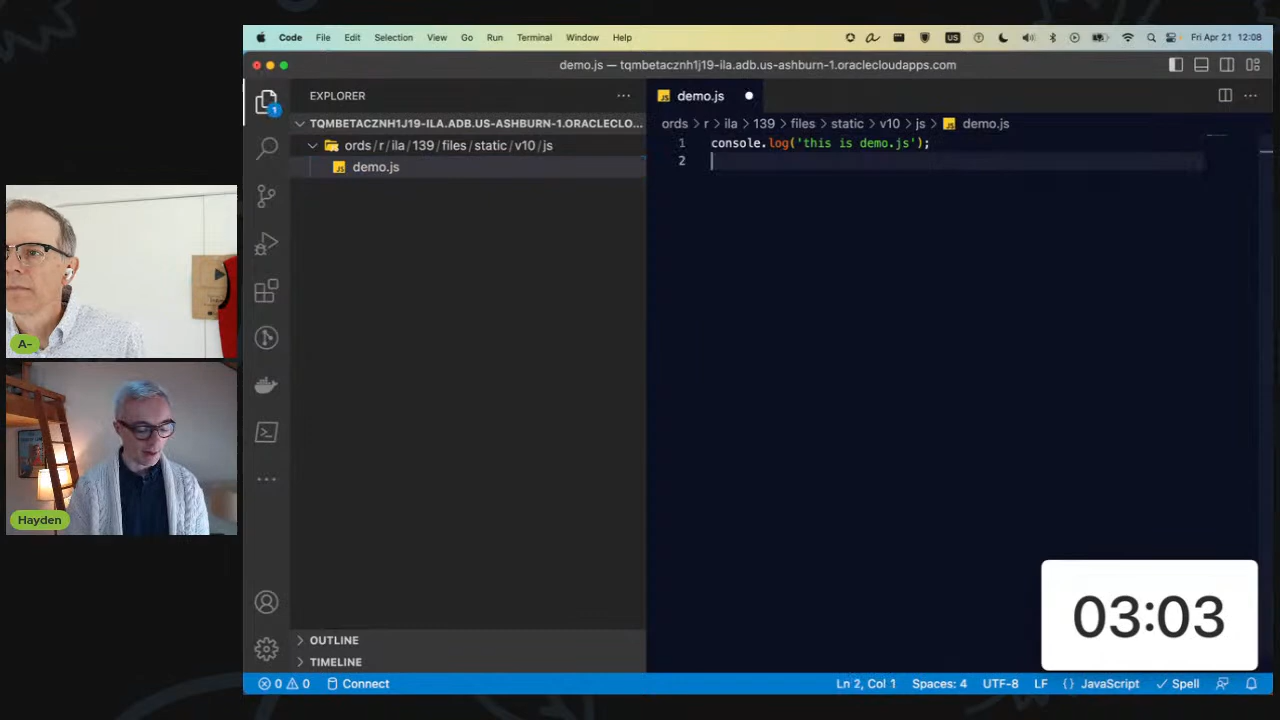 Code File Edit Selection View Go Run Terminal Window Help US Fri Apr 21 12:08
demo.js — tqmbetacznh1j19-ila.adb.us-ashburn-1.oraclecloudapps.com
EXPLORER
TQMBETACZNH1J19-ILA.ADB.US-ASHBURN-1.ORACLECLO...
1
ords / r / ila / 139 / files / static / v10 / js
demo.js
demo.js
ords > r > ila > 139 > files > static > v10 > js > demo.js
1 console.log('this is demo.js');
2
A-
Hayden
OUTLINE
TIMELINE
03:03
0 0 Connect Ln 2, Col 1 Spaces: 4 UTF-8 LF {} JavaScript Spell